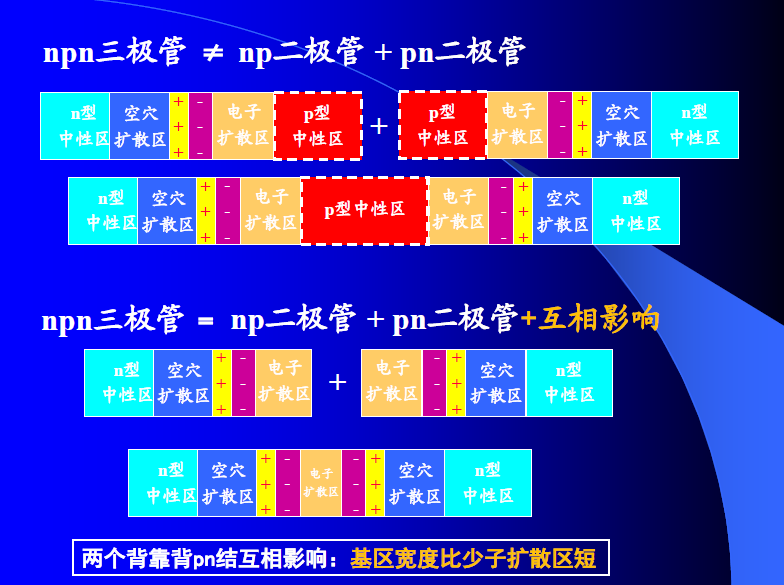 npn三极管 ≠ np二极管 + pn二极管
n型 空穴 + - 电子 p型 p型 电子 - + 空穴 n型
+ - + - +
中性区 扩散区 + - 扩散区 中性区 中性区 扩散区 - + 扩散区 中性区
n型 空穴 + - 电子 电子 - + 空穴 n型
+ - p型中性区 - +
中性区 扩散区 + - 扩散区 扩散区 - + 扩散区 中性区
npn三极管 = np二极管 + pn二极管+互相影响
n型 空穴 + - 电子 电子 - + 空穴 n型
+ - + - +
中性区 扩散区 + - 扩散区 扩散区 - + 扩散区 中性区
n型 空穴 + - 电子 - + 空穴 n型
+ - - +
中性区 扩散区 + - 扩散区 - + 扩散区 中性区
两个背靠背pn结互相影响：基区宽度比少子扩散区短